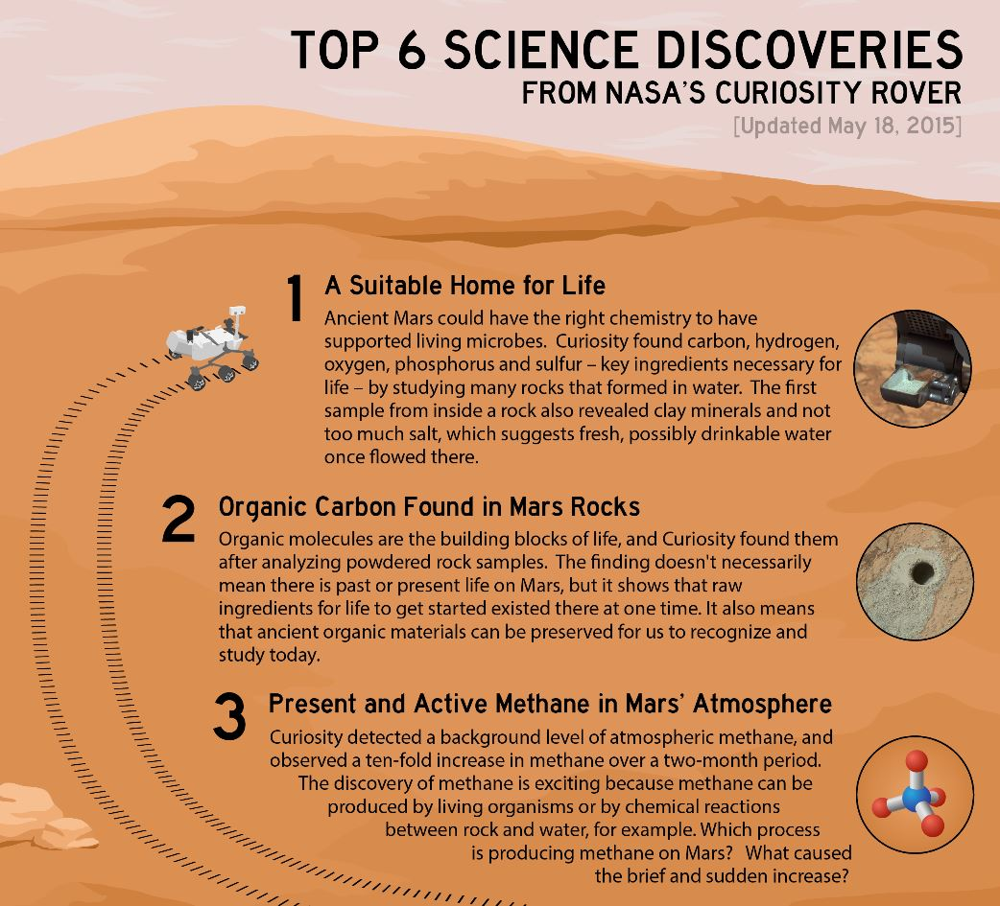 TOP 6 SCIENCE DISCOVERIES
FROM NASA'S CURIOSITY ROVER
[Updated May 18, 2015]
1 A Suitable Home for Life
Ancient Mars could have the right chemistry to have
supported living microbes.  Curiosity found carbon, hydrogen,
oxygen, phosphorus and sulfur – key ingredients necessary for
life – by studying many rocks that formed in water.  The first
sample from inside a rock also revealed clay minerals and not
too much salt, which suggests fresh, possibly drinkable water
once flowed there.
2 Organic Carbon Found in Mars Rocks
Organic molecules are the building blocks of life, and Curiosity found them
after analyzing powdered rock samples.  The finding doesn't necessarily
mean there is past or present life on Mars, but it shows that raw
ingredients for life to get started existed there at one time. It also means
that ancient organic materials can be preserved for us to recognize and
study today.
3 Present and Active Methane in Mars' Atmosphere
Curiosity detected a background level of atmospheric methane, and
observed a ten-fold increase in methane over a two-month period.
The discovery of methane is exciting because methane can be
produced by living organisms or by chemical reactions
between rock and water, for example. Which process
is producing methane on Mars?  What caused
the brief and sudden increase?